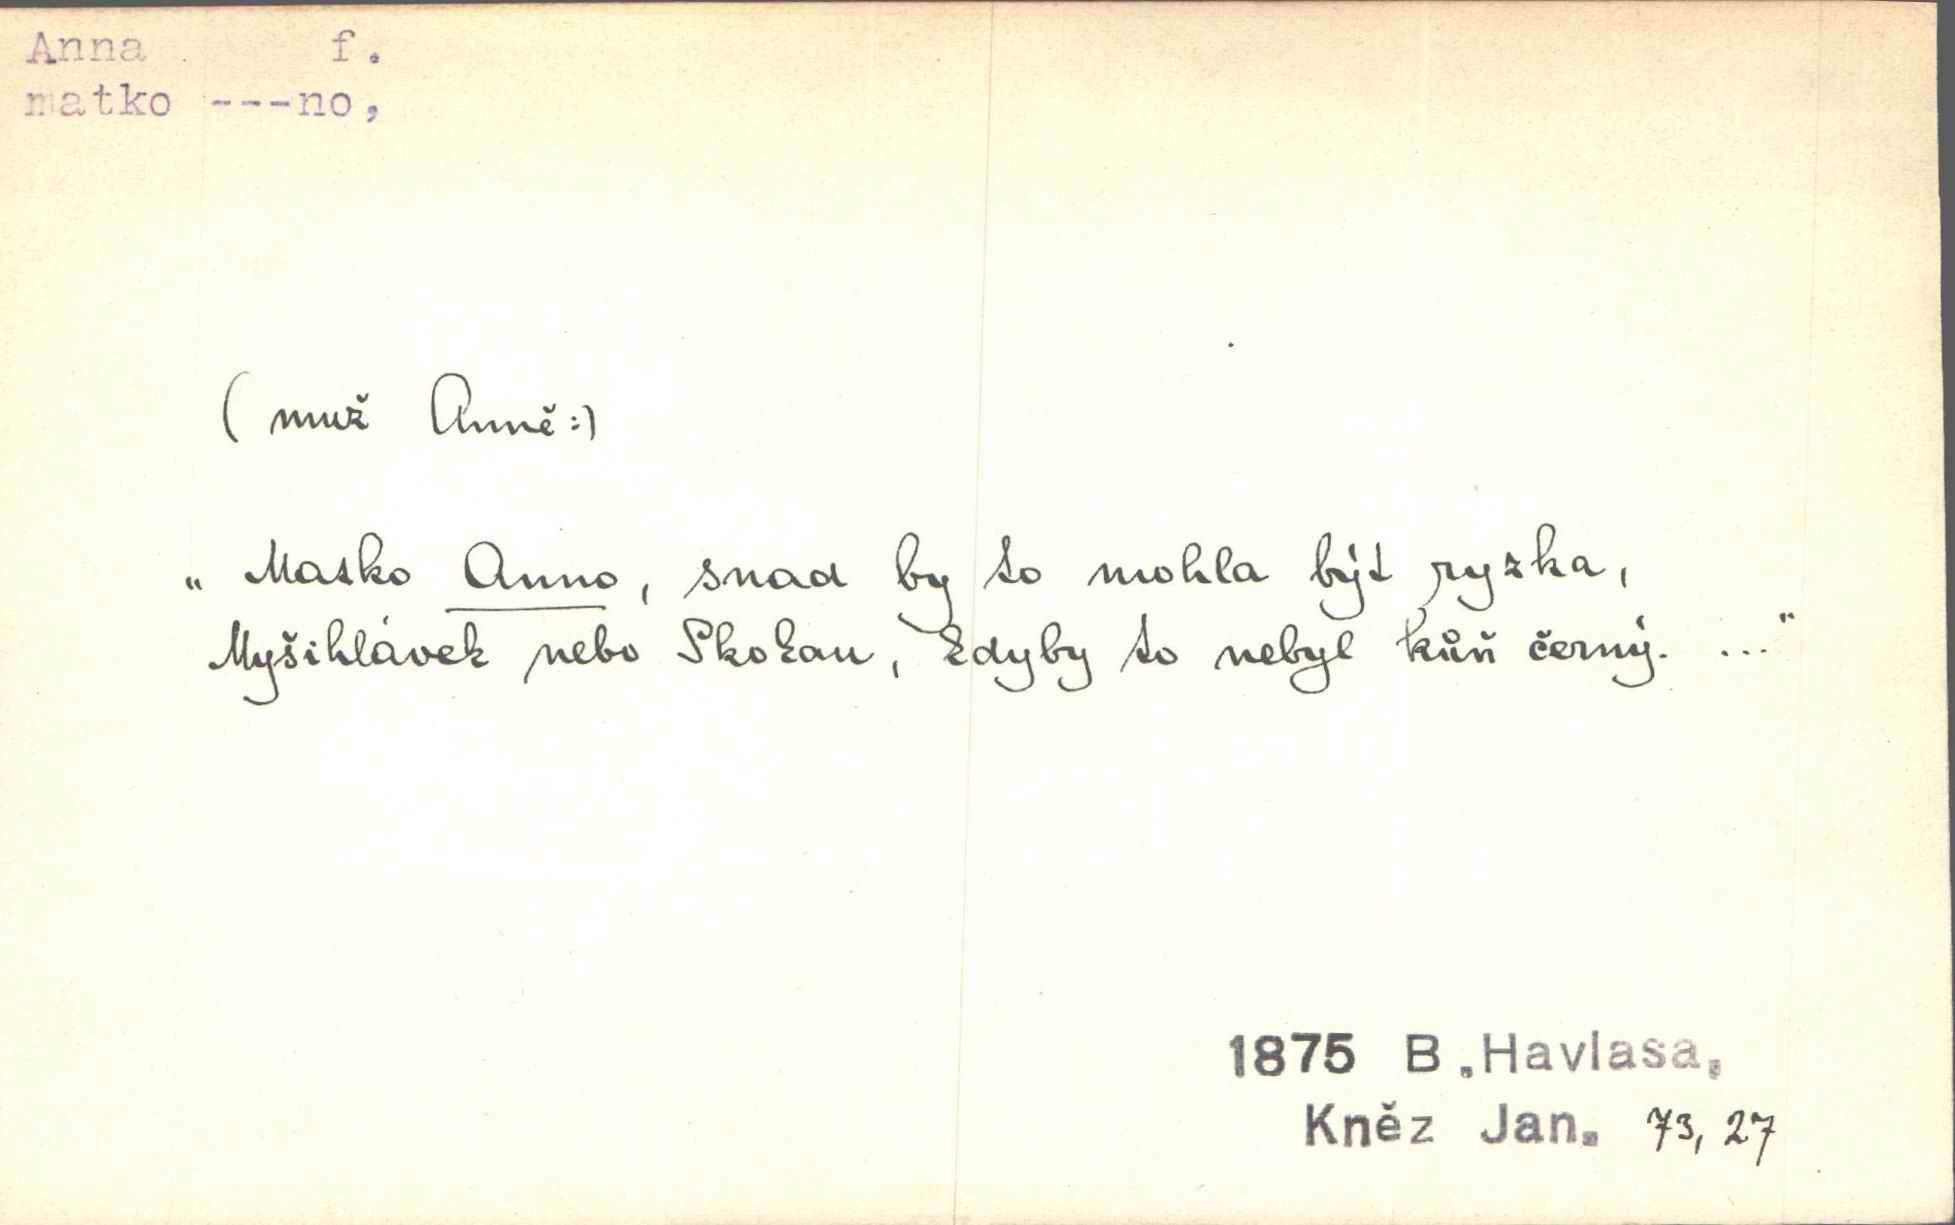 Anna f.
matko ---no,
(muž Anně:)
„Matko Anno, snad by to mohla být ryzka,
Myšihlávek nebo Skokan, kdyby to nebyl kůň černý. ..."
1875 B.Havlasa,
Kněz Jan. 73, 27